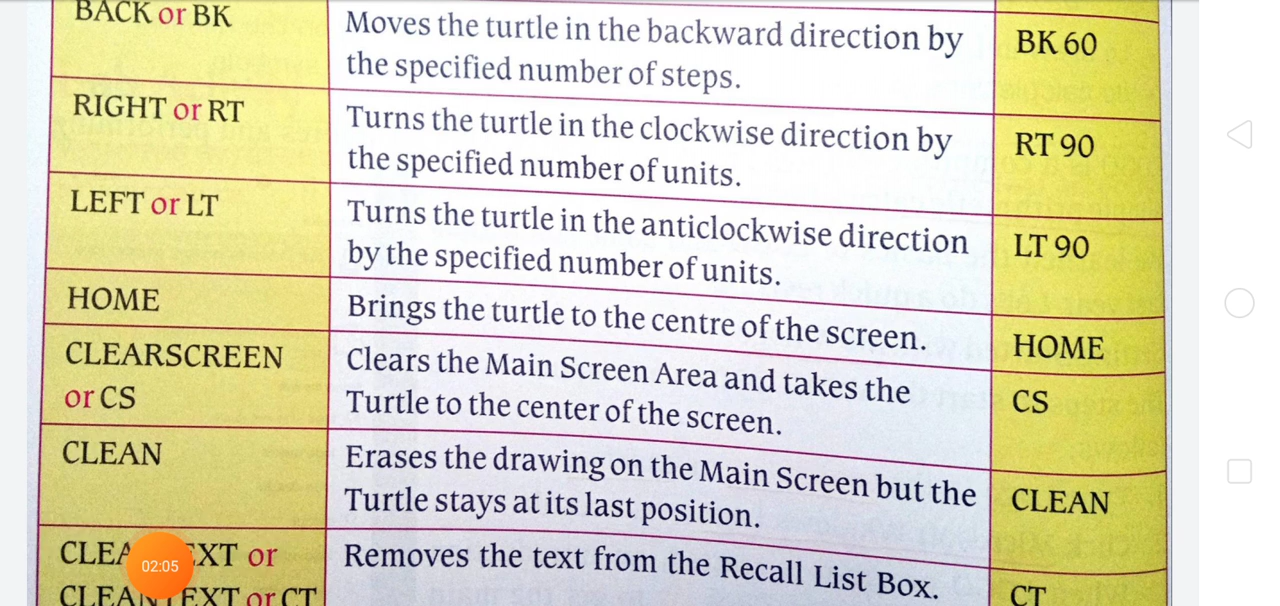 BACK or BK
Moves the turtle in the backward direction by
the specified number of steps.
BK 60
RIGHT or RT
Turns the turtle in the clockwise direction by
the specified number of units.
RT 90
LEFT or LT
Turns the turtle in the anticlockwise direction
by the specified number of units.
LT 90
HOME
Brings the turtle to the centre of the screen.
HOME
CLEARSCREEN
or CS
Clears the Main Screen Area and takes the
Turtle to the center of the screen.
CS
CLEAN
Erases the drawing on the Main Screen but the
Turtle stays at its last position.
CLEAN
or
or CT
Removes the text from the Recall List Box.
CT
02:05